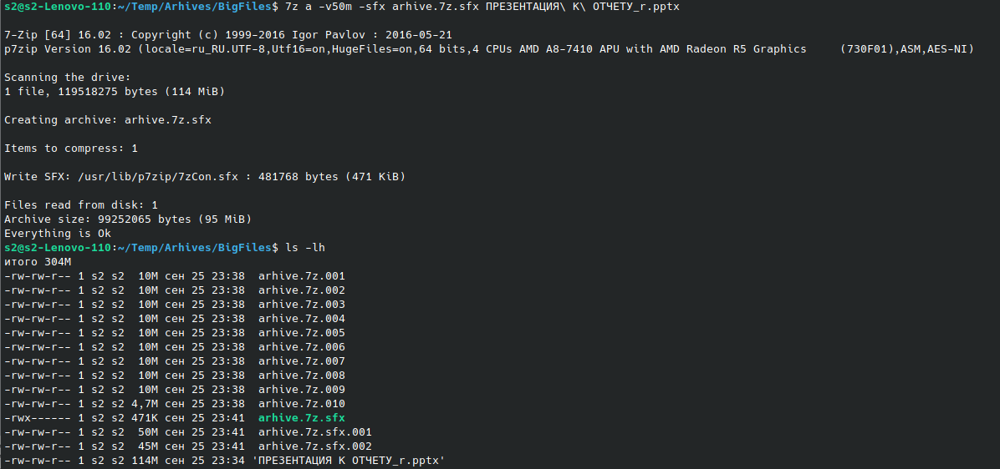 s2@s2-Lenovo-110:~/Temp/Arhives/BigFiles$ 7z a -v50m -sfx arhive.7z.sfx ПРЕЗЕНТАЦИЯ\ К\ ОТЧЕТУ_r.pptx
7-Zip [64] 16.02 : Copyright (c) 1999-2016 Igor Pavlov : 2016-05-21
p7zip Version 16.02 (locale=ru_RU.UTF-8,Utf16=on,HugeFiles=on,64 bits,4 CPUs AMD A8-7410 APU with AMD Radeon R5 Graphics     (730F01),ASM,AES-NI)
Scanning the drive:
1 file, 119518275 bytes (114 MiB)
Creating archive: arhive.7z.sfx
Items to compress: 1
Write SFX: /usr/lib/p7zip/7zCon.sfx : 481768 bytes (471 KiB)
Files read from disk: 1
Archive size: 99252065 bytes (95 MiB)
Everything is Ok
s2@s2-Lenovo-110:~/Temp/Arhives/BigFiles$ ls -lh
итого 304M
-rw-rw-r-- 1 s2 s2  10M сен 25 23:38  arhive.7z.001
-rw-rw-r-- 1 s2 s2  10M сен 25 23:38  arhive.7z.002
-rw-rw-r-- 1 s2 s2  10M сен 25 23:38  arhive.7z.003
-rw-rw-r-- 1 s2 s2  10M сен 25 23:38  arhive.7z.004
-rw-rw-r-- 1 s2 s2  10M сен 25 23:38  arhive.7z.005
-rw-rw-r-- 1 s2 s2  10M сен 25 23:38  arhive.7z.006
-rw-rw-r-- 1 s2 s2  10M сен 25 23:38  arhive.7z.007
-rw-rw-r-- 1 s2 s2  10M сен 25 23:38  arhive.7z.008
-rw-rw-r-- 1 s2 s2  10M сен 25 23:38  arhive.7z.009
-rw-rw-r-- 1 s2 s2 4,7M сен 25 23:38  arhive.7z.010
-rwx------ 1 s2 s2 471K сен 25 23:41  arhive.7z.sfx
-rw-rw-r-- 1 s2 s2  50M сен 25 23:41  arhive.7z.sfx.001
-rw-rw-r-- 1 s2 s2  45M сен 25 23:41  arhive.7z.sfx.002
-rw-rw-r-- 1 s2 s2 114M сен 25 23:34 'ПРЕЗЕНТАЦИЯ К ОТЧЕТУ_r.pptx'